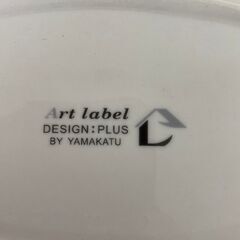 Art label
DESIGN:PLUS
BY YAMAKATU